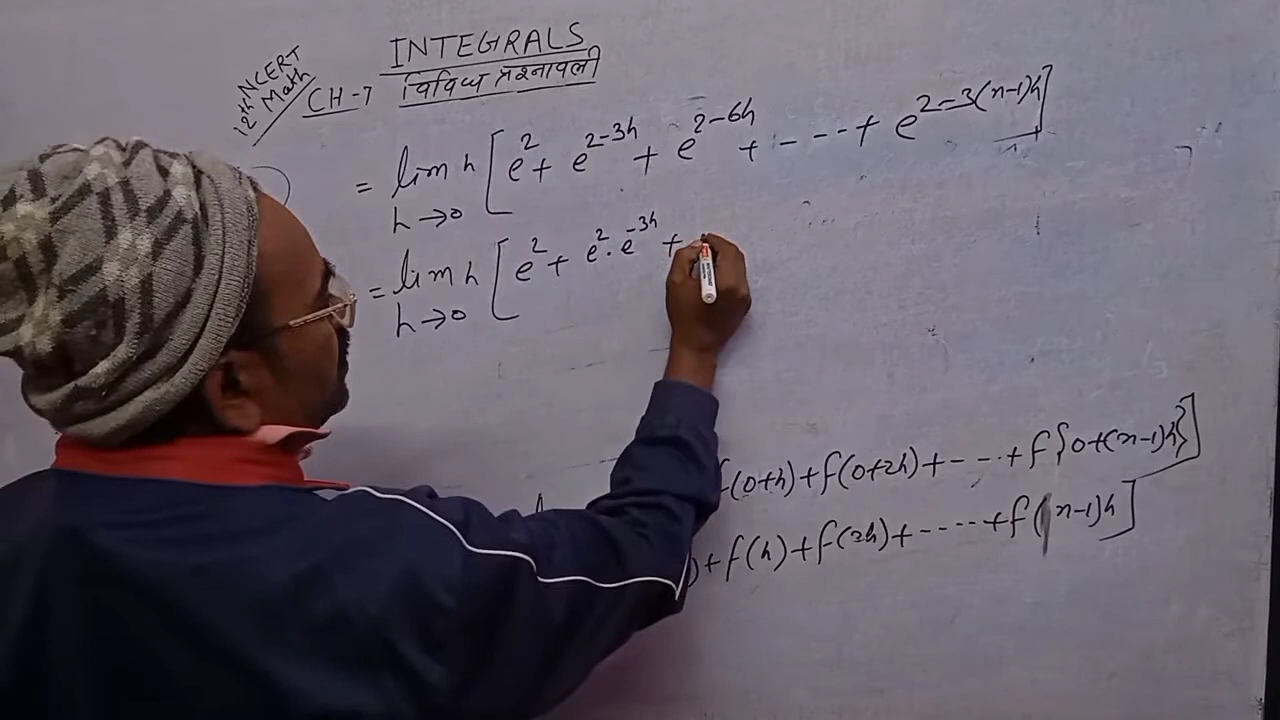 INTEGRALS
12th NCERT
Math
CH-7 विविध प्रश्नावली
= lim h [e² + e^(2-3h) + e^(2-6h) + ---- + e^(2-3(n-1)h)]
h→0
= lim h [e² + e²·e^(-3h) +
h→0
(0+h)+f(0+2h)+--..+f{0+(n-1)h}]
)+f(h)+f(2h)+-----+f(n-1)h]